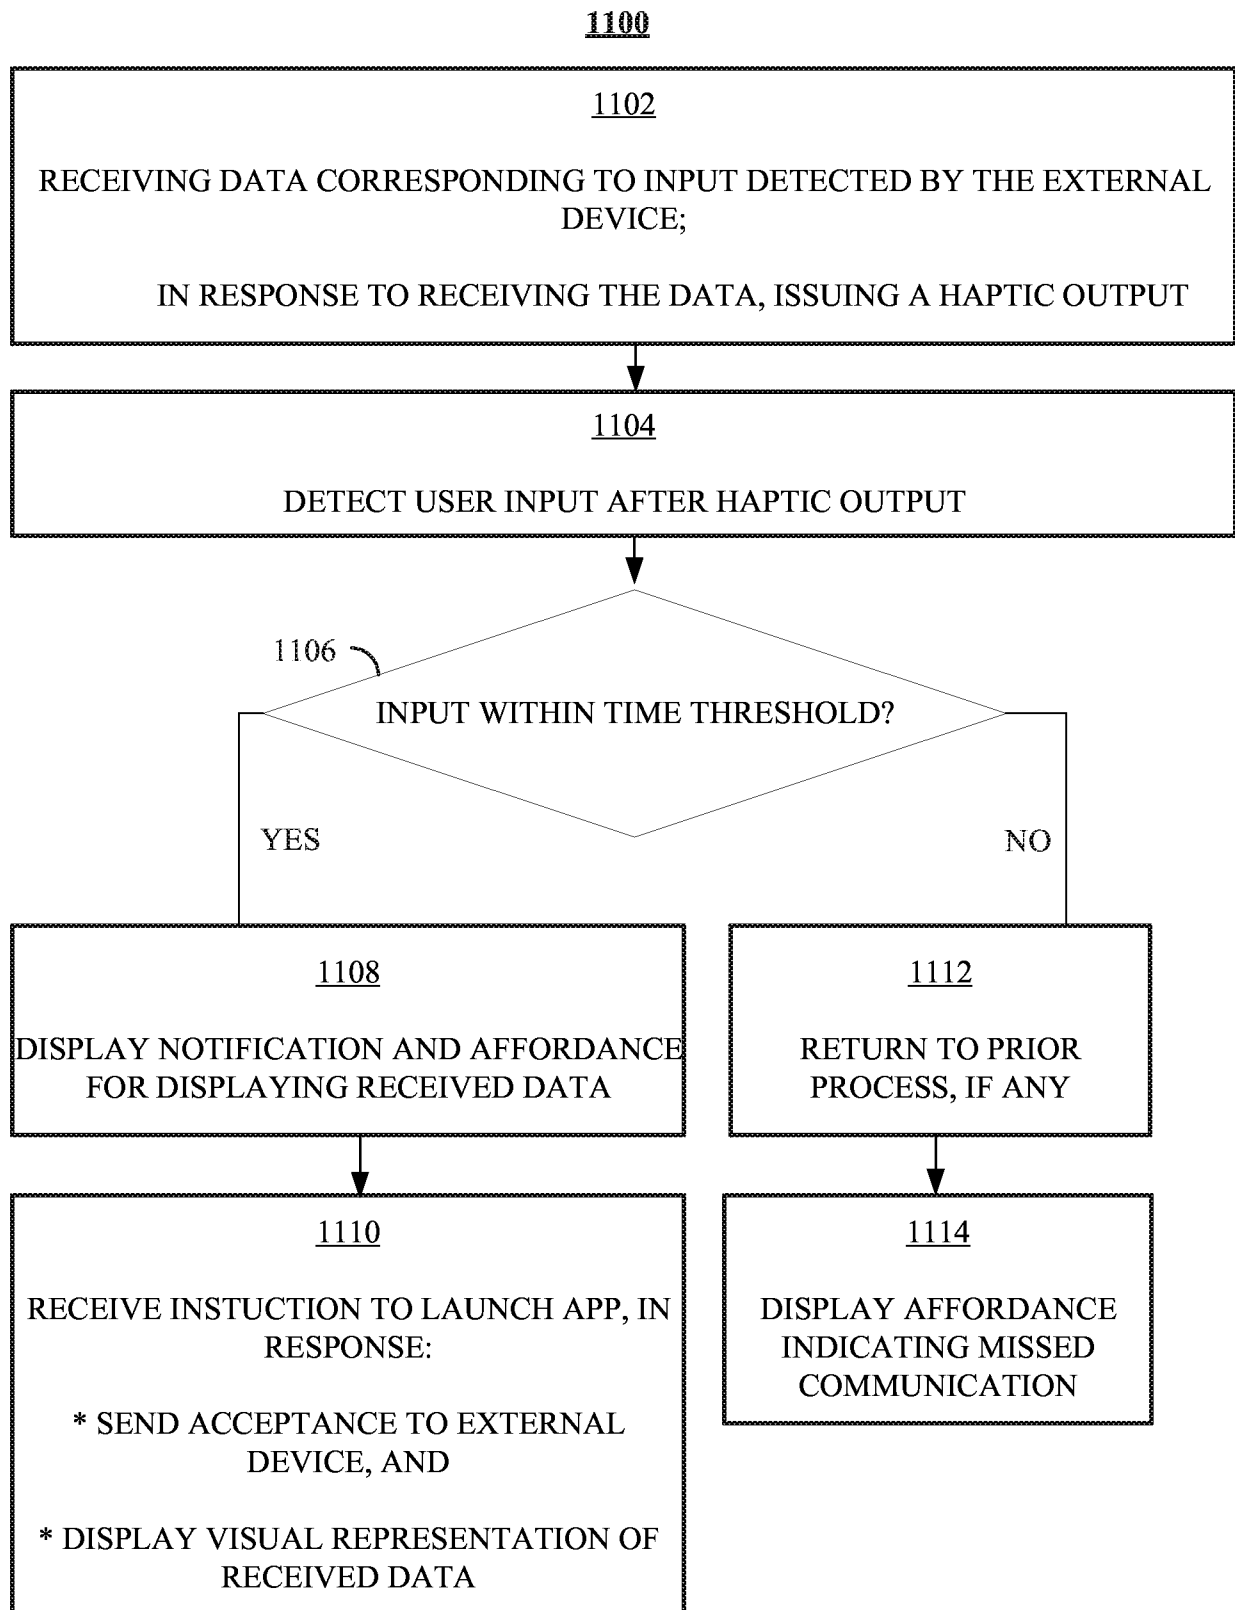 1100
1102
RECEIVING DATA CORRESPONDING TO INPUT DETECTED BY THE EXTERNAL
DEVICE;
IN RESPONSE TO RECEIVING THE DATA, ISSUING A HAPTIC OUTPUT
1104
DETECT USER INPUT AFTER HAPTIC OUTPUT
1106
INPUT WITHIN TIME THRESHOLD?
YES
NO
1108
DISPLAY NOTIFICATION AND AFFORDANCE
FOR DISPLAYING RECEIVED DATA
1112
RETURN TO PRIOR
PROCESS, IF ANY
1110
RECEIVE INSTUCTION TO LAUNCH APP, IN
RESPONSE:
* SEND ACCEPTANCE TO EXTERNAL
DEVICE, AND
* DISPLAY VISUAL REPRESENTATION OF
RECEIVED DATA
1114
DISPLAY AFFORDANCE
INDICATING MISSED
COMMUNICATION